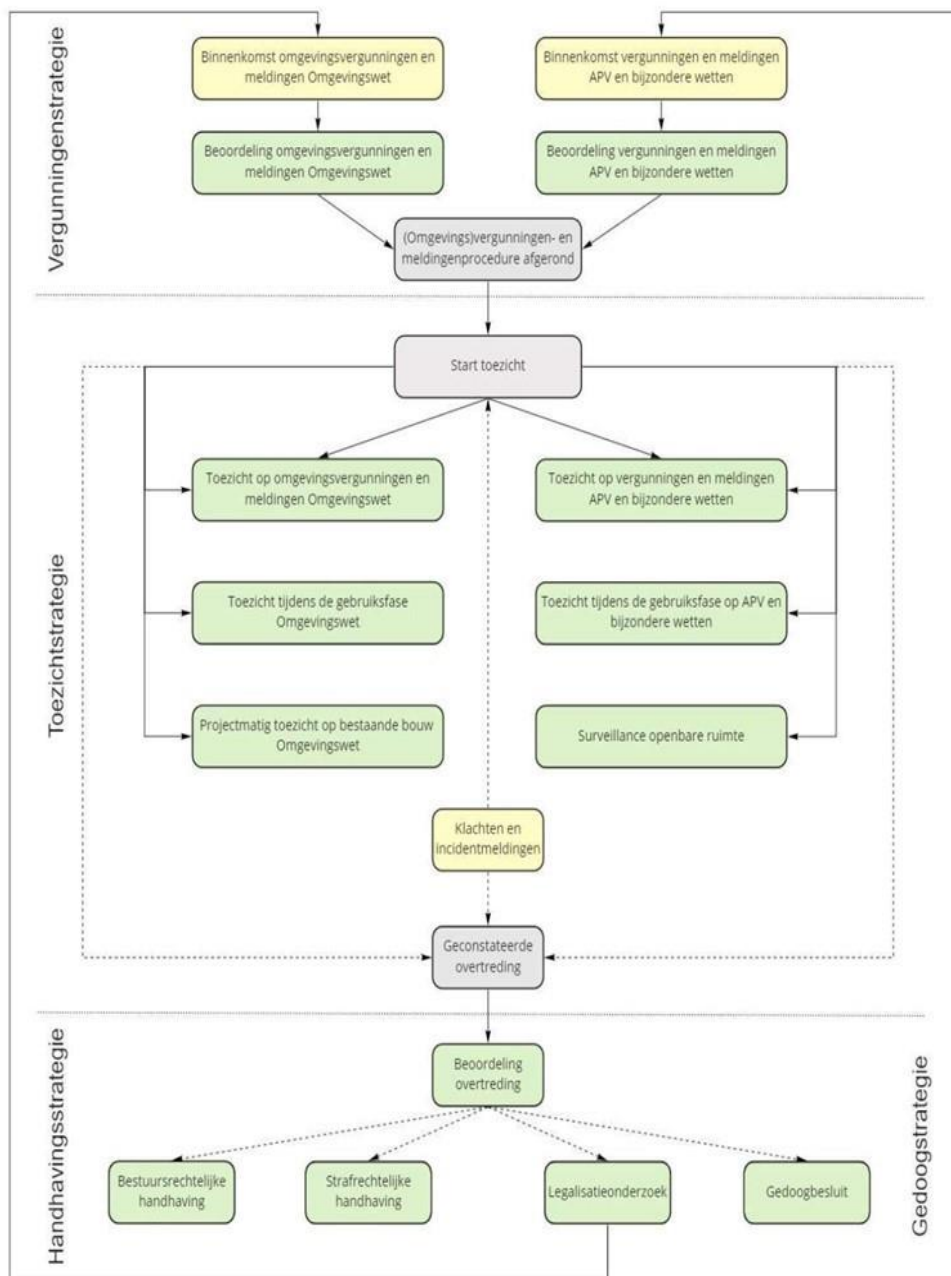 Vergunningenstrategie
Binnenkomst omgevingsvergunningen en
meldingen Omgevingswet
Binnenkomst vergunningen en meldingen
APV en bijzondere wetten
Beoordeling omgevingsvergunningen en
meldingen Omgevingswet
Beoordeling vergunningen en meldingen
APV en bijzondere wetten
(Omgevings)vergunningen- en
meldingenprocedure afgerond
Toezichtstrategie
Start toezicht
Toezicht op omgevingsvergunningen en
meldingen Omgevingswet
Toezicht op vergunningen en meldingen
APV en bijzondere wetten
Toezicht tijdens de gebruiksfase
Omgevingswet
Toezicht tijdens de gebruiksfase op APV en
bijzondere wetten
Projectmatig toezicht op bestaande bouw
Omgevingswet
Surveillance openbare ruimte
Klachten en
incidentmeldingen
Geconstateerde
overtreding
Handhavingsstrategie
Gedoogstrategie
Beoordeling
overtreding
Bestuursrechtelijke
handhaving
Strafrechtelijke
handhaving
Legalisatieonderzoek
Gedoogbesluit